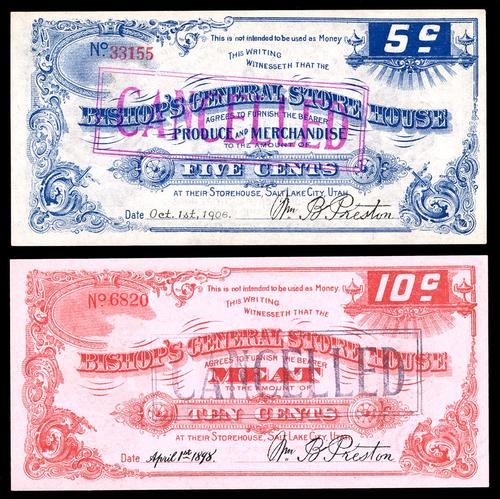 This is not intended to be used as Money.
5c
No. 33155
THIS WRITING
WITNESSETH THAT THE
BISHOP'S GENERAL STORE HOUSE
AGREES TO FURNISH THE BEARER
PRODUCE AND MERCHANDISE
TO THE AMOUNT OF
FIVE CENTS
AT THEIR STOREHOUSE, SALT LAKE CITY, UTAH.
Date Oct. 1st, 1906.
Wm. B. Preston
CANCELLED
This is not intended to be used as Money.
10c
No. 6820
THIS WRITING
WITNESSETH THAT THE
BISHOP'S GENERAL STORE HOUSE
AGREES TO FURNISH THE BEARER
MEAT
TO THE AMOUNT OF
TEN CENTS
AT THEIR STOREHOUSE, SALT LAKE CITY, UTAH.
Date April 1st 1898.
Wm. B. Preston
CANCELLED